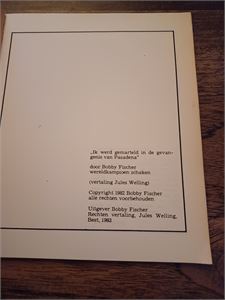 „Ik werd gemarteld in de gevan-
genis van Pasadena"
door Bobby Fischer
wereldkampioen schaken
(vertaling Jules Welling)
Copyright 1982 Bobby Fischer
alle rechten voorbehouden
Uitgever Bobby Fischer
Rechten vertaling, Jules Welling,
Best, 1982